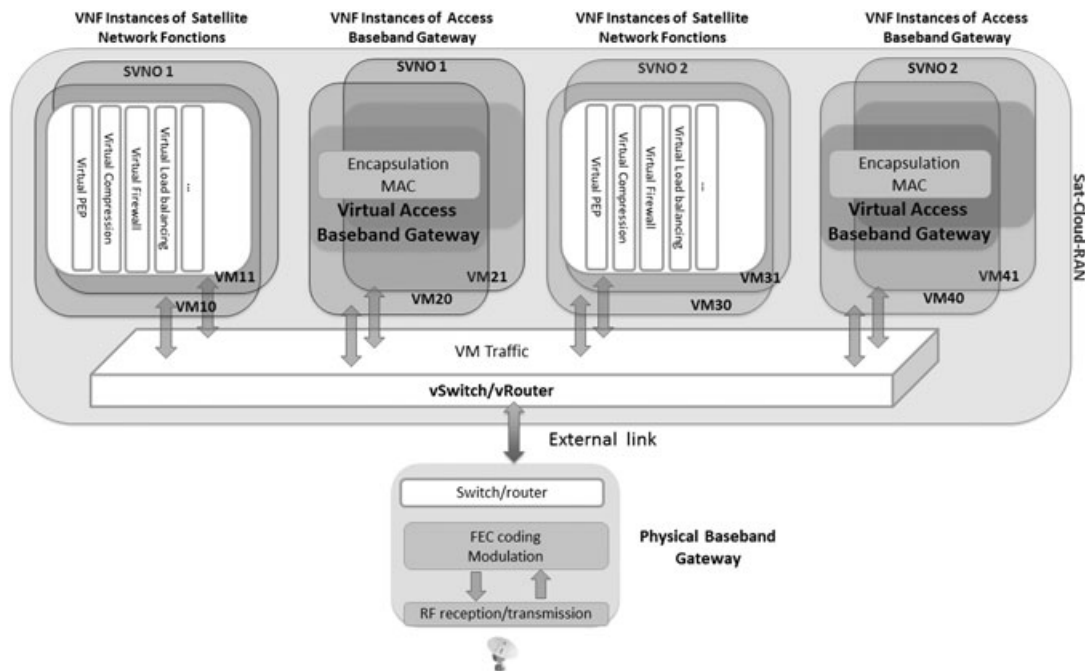 VNF Instances of Satellite
Network Fonctions
VNF Instances of Access
Baseband Gateway
VNF Instances of Satellite
Network Fonctions
VNF Instances of Access
Baseband Gateway
SVNO 1
Virtual PEP
Virtual Compression
Virtual Firewall
Virtual Load balancing
...
VM11
VM10
SVNO 1
Encapsulation
MAC
Virtual Access
Baseband Gateway
VM21
VM20
SVNO 2
Virtual PEP
Virtual Compression
Virtual Firewall
Virtual Load balancing
...
VM31
VM30
SVNO 2
Encapsulation
MAC
Virtual Access
Baseband Gateway
VM41
VM40
Sat-Cloud-RAN
VM Traffic
vSwitch/vRouter
External link
Switch/router
FEC coding
Modulation
RF reception/transmission
Physical Baseband
Gateway